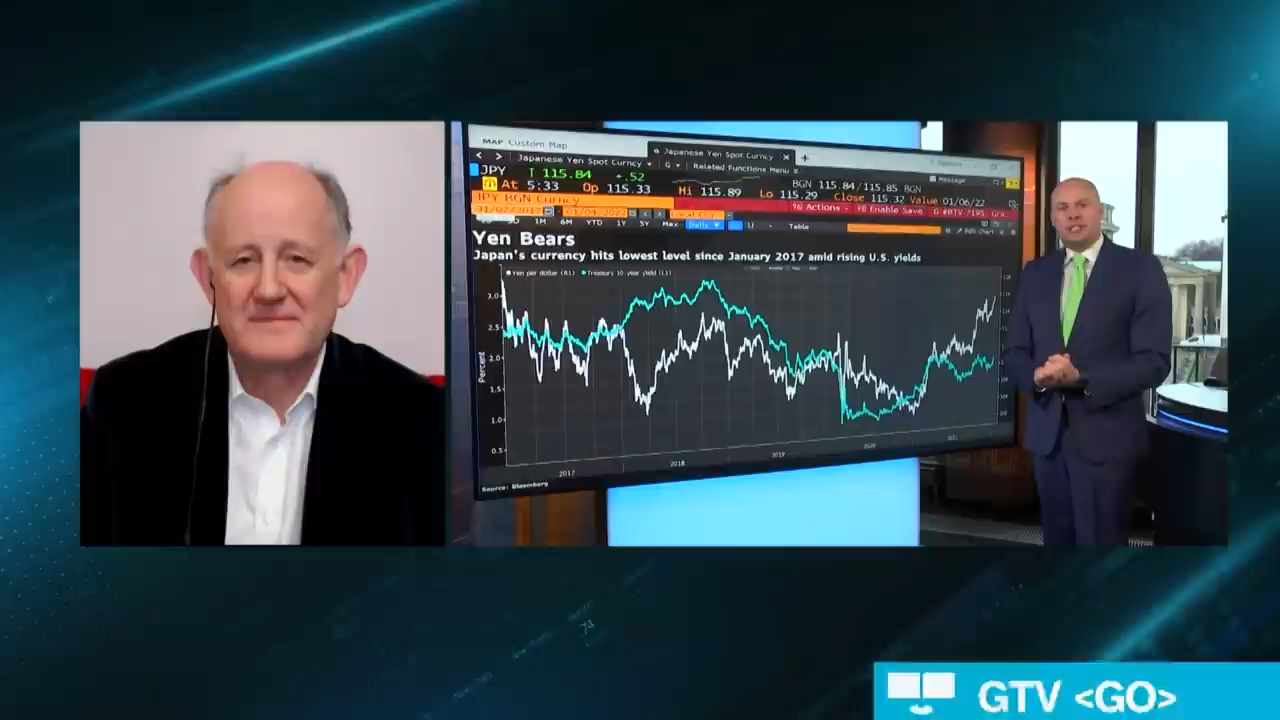 MAP Custom Map
Japanese Yen Spot Curncy × +
< > Japanese Yen Spot Curncy G Related Functions Menu
JPY 115.84 +.52 BGN 115.84/115.85 BGN Message
At 5:33 Op 115.33 Hi 115.89 Lo 115.29 Close 115.32 Value 01/06/22
JPY BGN Curncy Actions Enable Save G #BTV 7195:
1M 6M YTD 1Y 5Y Max Daily Table
Yen Bears
Japan's currency hits lowest level since January 2017 amid rising U.S. yields
Yen per dollar (R1) Treasury 10-year yield (L1)
3.0
2.5
2.0
Percent
1.5
1.0
0.5
2017 2018 2019 2020 2021
Source: Bloomberg
74
GTV <GO>